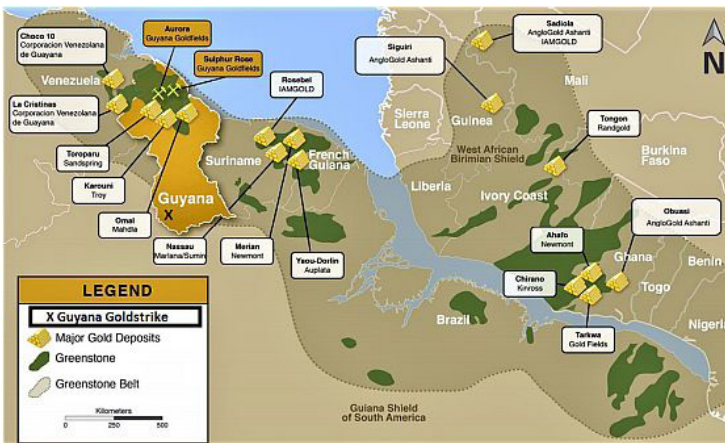 Choco 10
Corporacion Venezolana
de Guayana
Aurora
Guyana Goldfields
Sulphur Rose
Guyana Goldfields
Venezuela
La Cristinas
Corporacion Venezolana
de Guayana
Rosebel
IAMGOLD
Toroparu
Sandspring
Karouni
Troy
Omai
Mahdia
Guyana
X
Suriname
French
Guiana
Nassau
Mariana/Sumin
Merian
Newmont
Yaou-Dorlin
Auplata
Siguiri
AngloGold Ashanti
Sadiola
AngloGold Ashanti
IAMGOLD
N
Mali
Sierra
Leone
Guinea
Tongon
Randgold
West African
Birimian Shield
Burkina
Faso
Liberia
Ivory Coast
Obuasi
AngloGold Ashanti
Ahafo
Newmont
Ghana
Benin
Chirano
Kinross
Togo
Nigeria
Tarkwa
Gold Fields
Brazil
Guiana Shield
of South America
LEGEND
X Guyana Goldstrike
Major Gold Deposits
Greenstone
Greenstone Belt
Kilometers
0 250 500